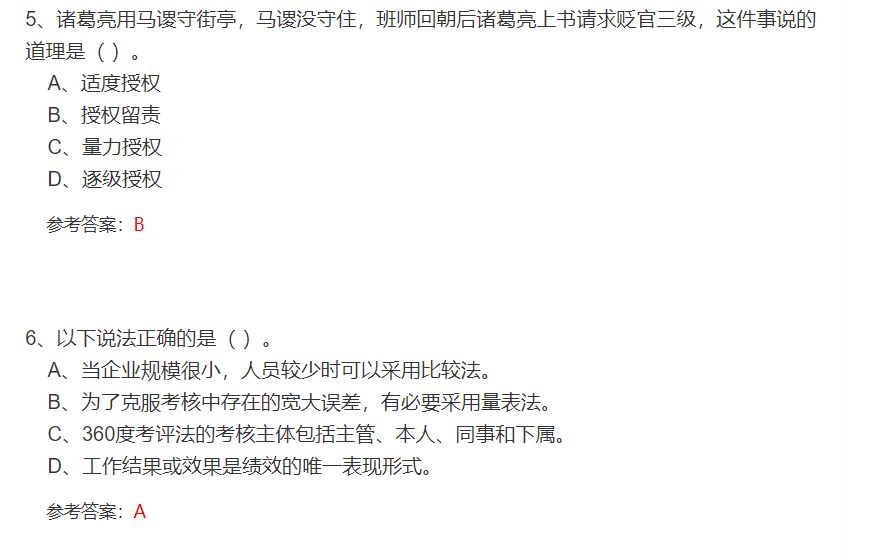 5、诸葛亮用马谡守街亭，马谡没守住，班师回朝后诸葛亮上书请求贬官三级，这件事说的
道理是（ ）。
A、适度授权
B、授权留责
C、量力授权
D、逐级授权
参考答案：B
6、以下说法正确的是（ ）。
A、当企业规模很小，人员较少时可以采用比较法。
B、为了克服考核中存在的宽大误差，有必要采用量表法。
C、360度考评法的考核主体包括主管、本人、同事和下属。
D、工作结果或效果是绩效的唯一表现形式。
参考答案：A